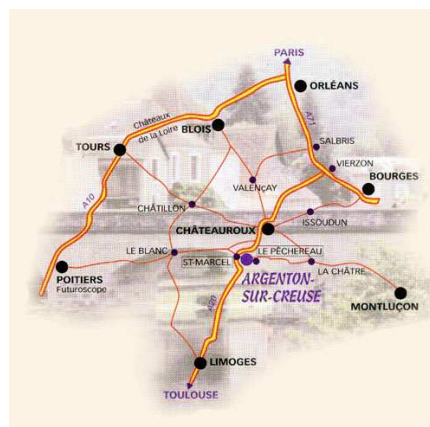 PARIS
ORLÉANS
Châteaux
de la Loire
BLOIS
A71
TOURS
SALBRIS
VIERZON
BOURGES
VALENÇAY
A10
CHÂTILLON
ISSOUDUN
CHÂTEAUROUX
LE BLANC
ST-MARCEL
LE PÊCHEREAU
LA CHÂTRE
POITIERS
Futuroscope
ARGENTON-
SUR-CREUSE
MONTLUÇON
A20
LIMOGES
TOULOUSE